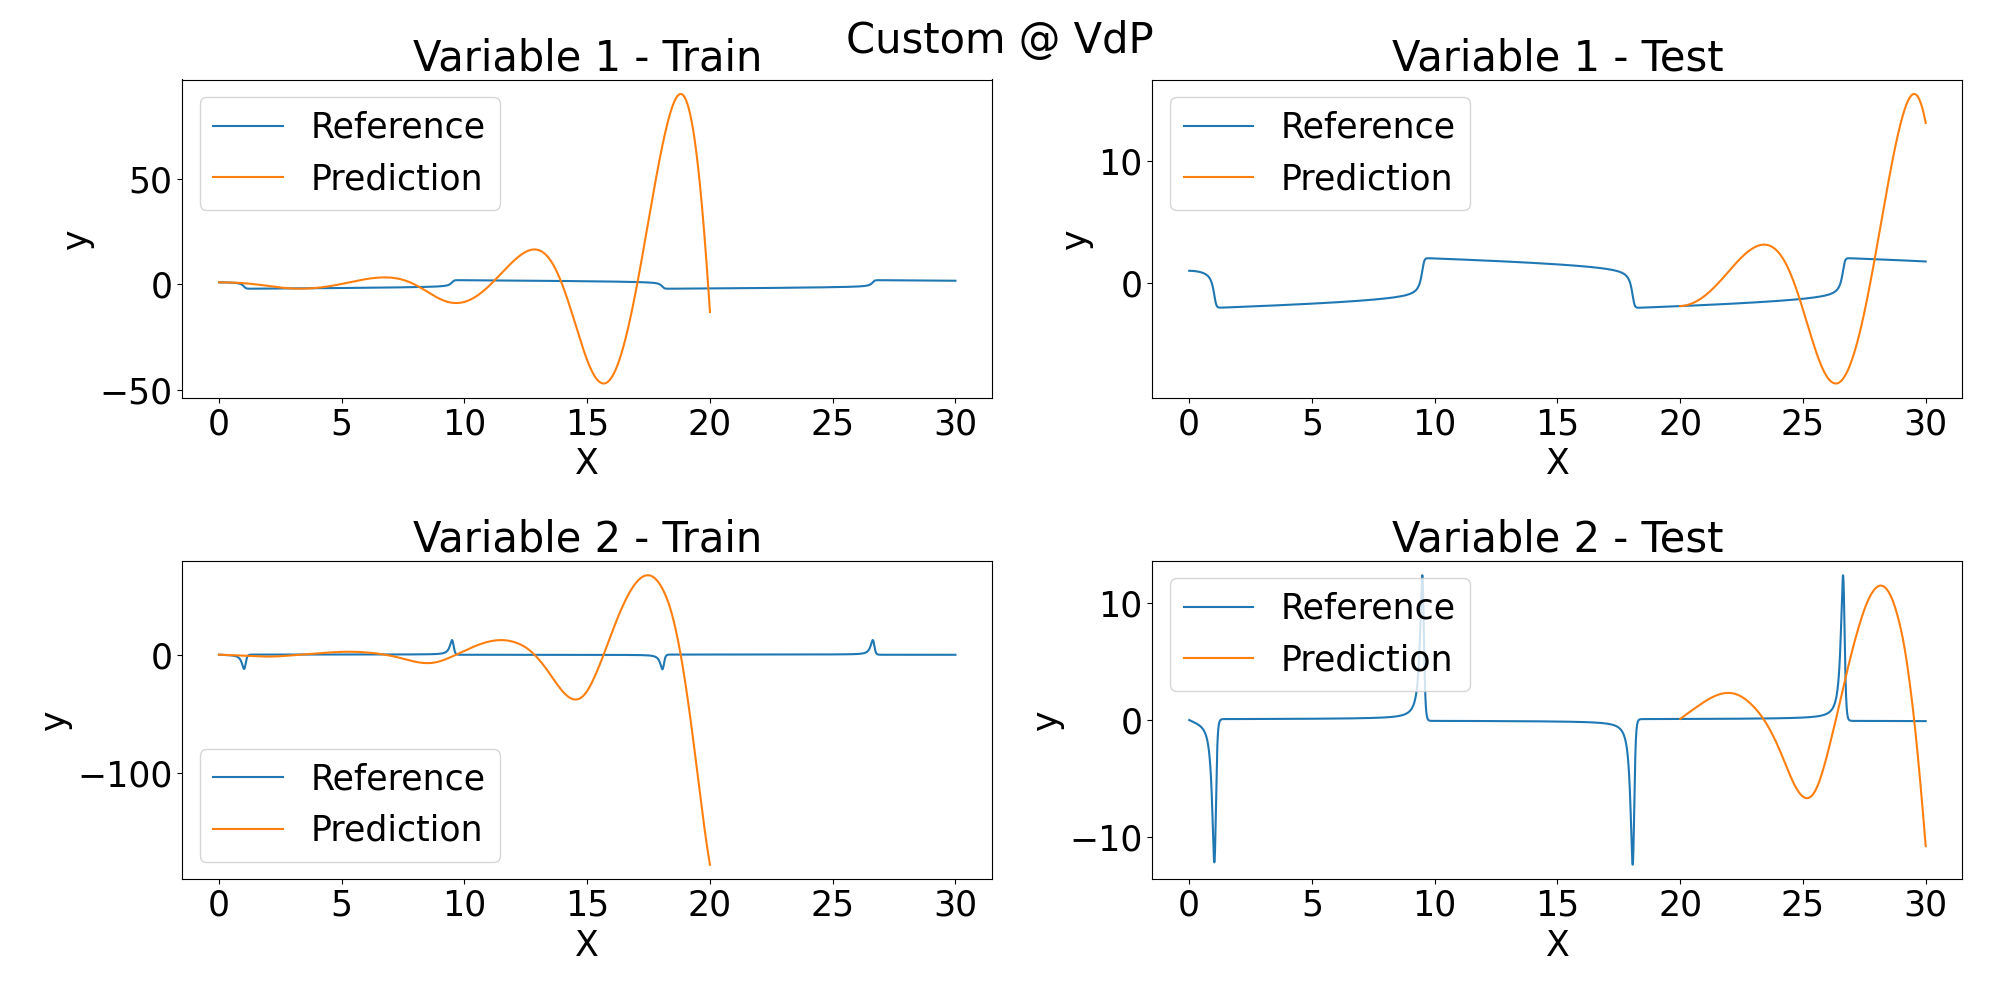 Custom @ VdP
Variable 1 - Train
Reference
Prediction
y
50
0
−50
0 5 10 15 20 25 30
X
Variable 1 - Test
Reference
Prediction
y
10
0
0 5 10 15 20 25 30
X
Variable 2 - Train
y
0
−100
Reference
Prediction
0 5 10 15 20 25 30
X
Variable 2 - Test
Reference
Prediction
y
10
0
−10
0 5 10 15 20 25 30
X